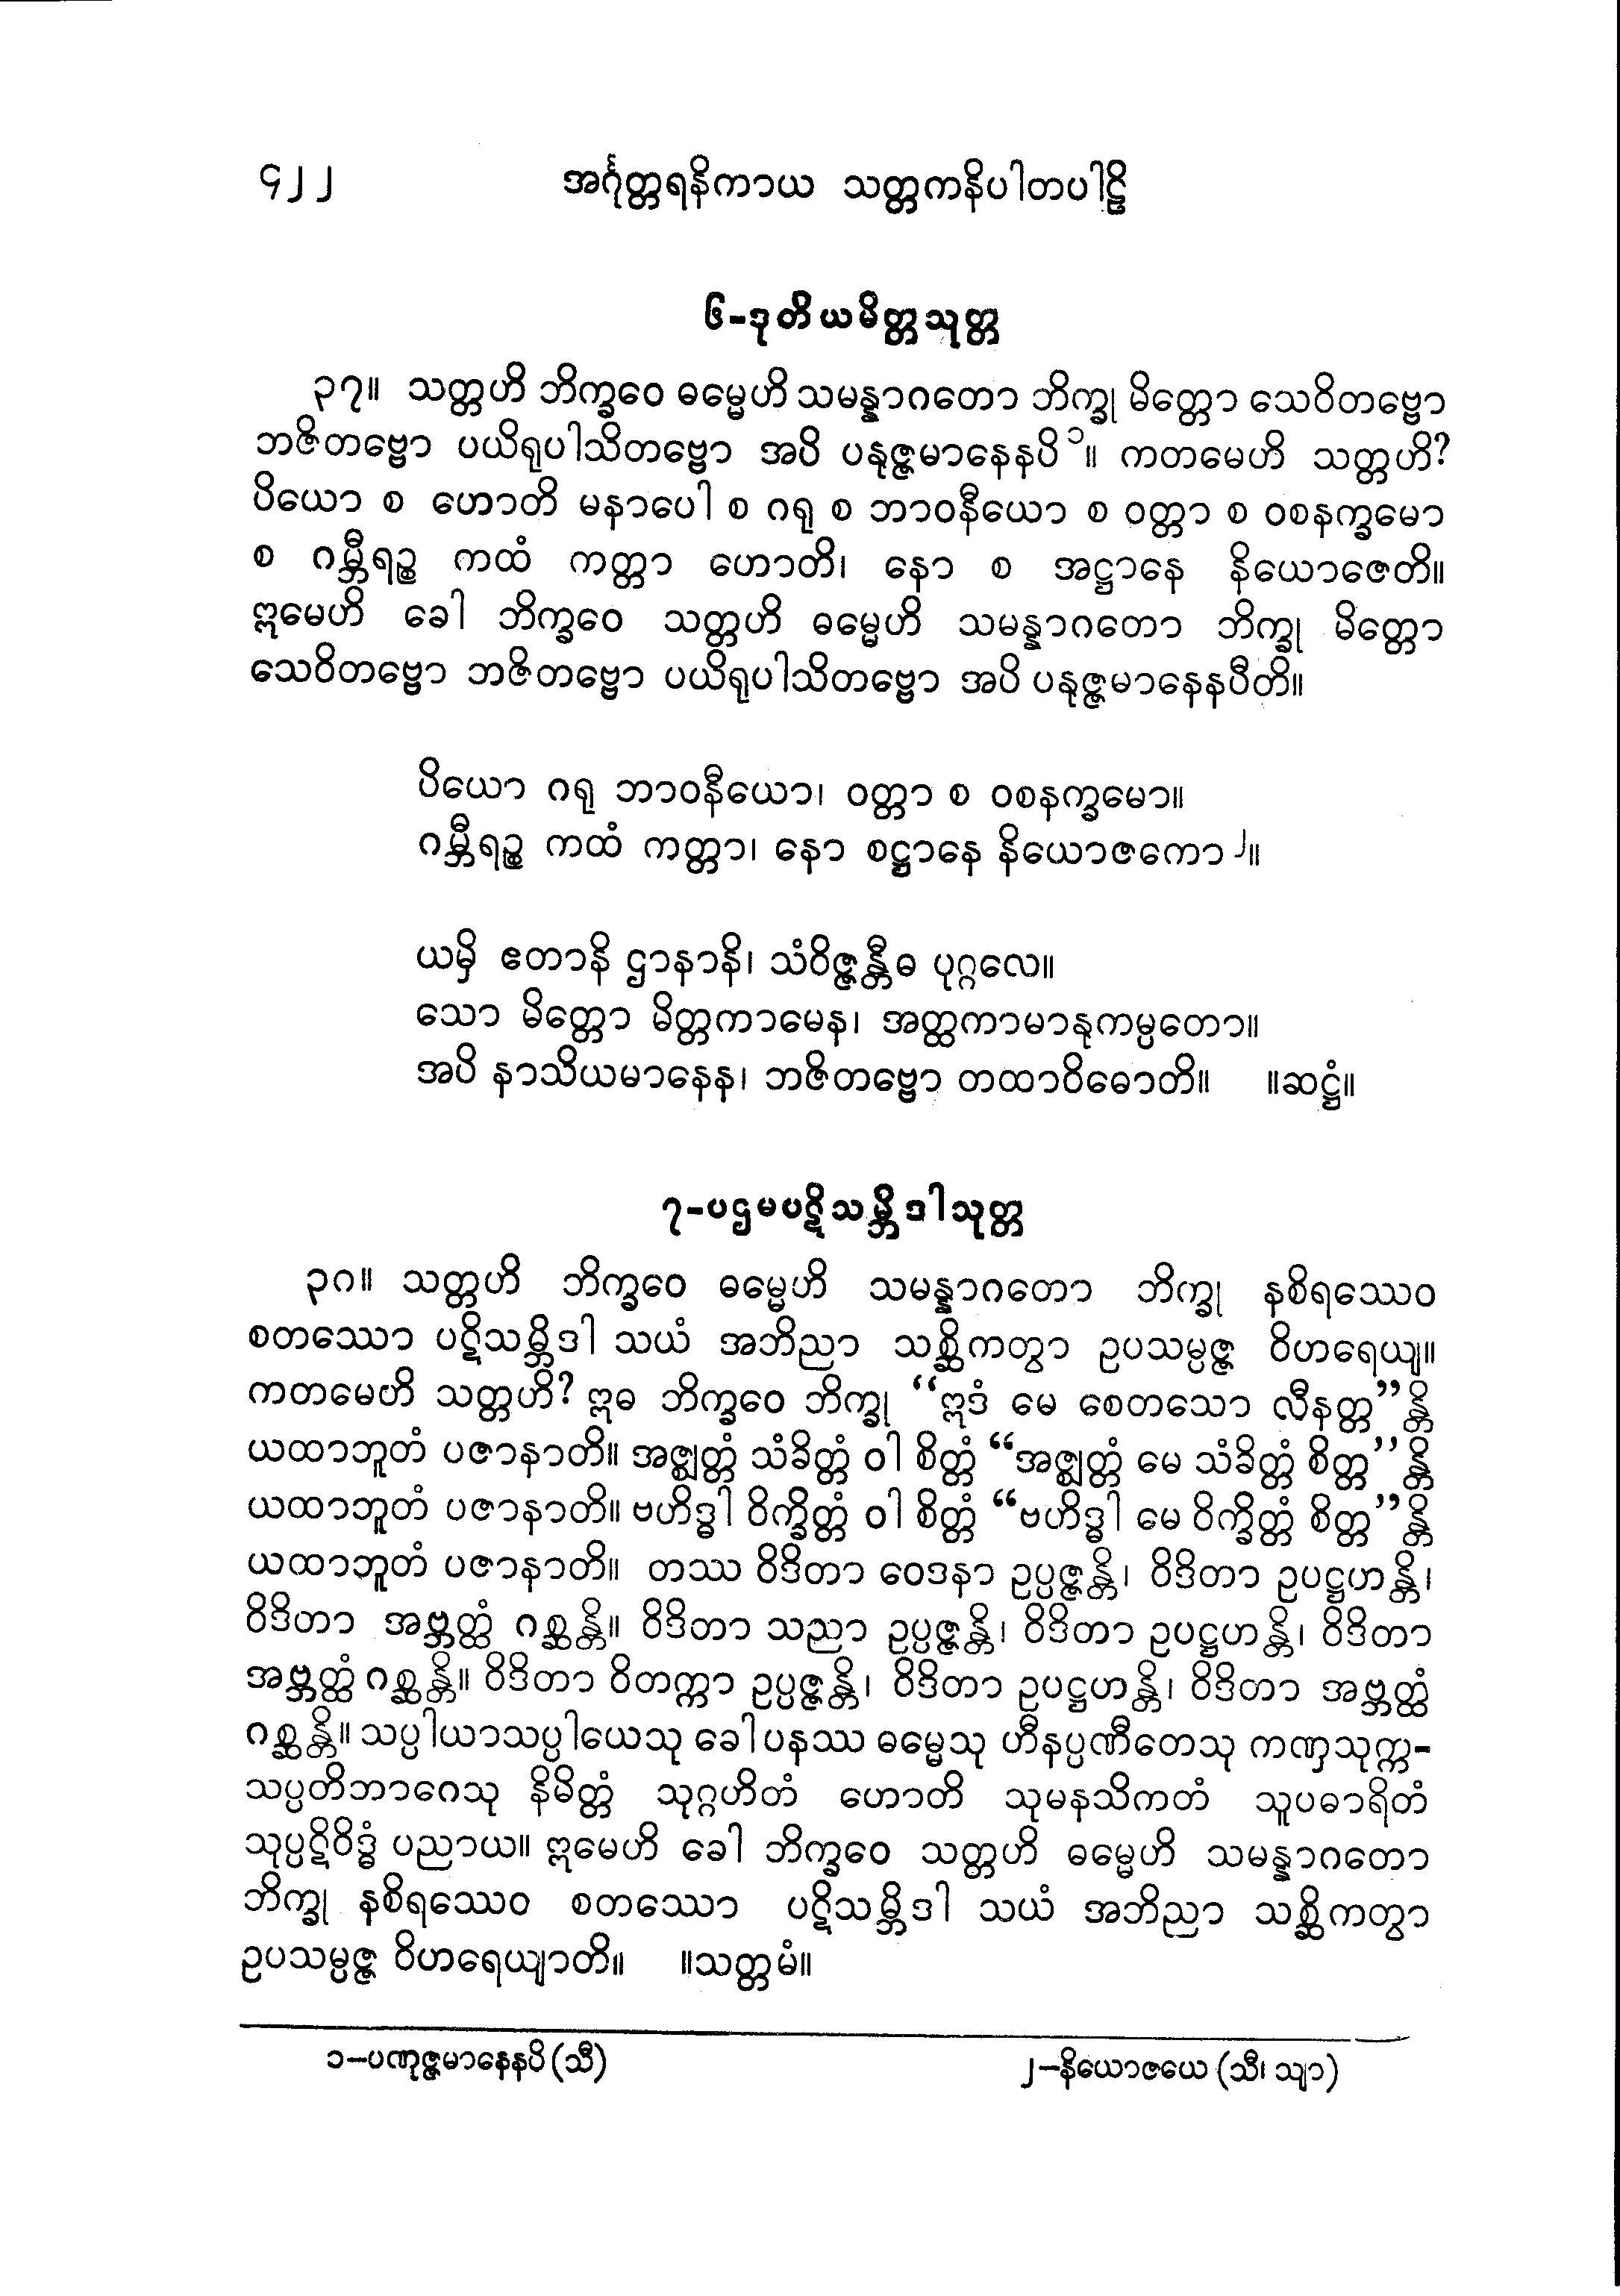 ၄၂၂ အင်္ဂုတ္တရနိကာယ သတ္တကနိပါတပါဠိ
၆-ဒုတိယမိတ္တသုတ္တ
၃၇။ သတ္တဟိ ဘိက္ခဝေ ဓမ္မေဟိ သမန္နာဂတော ဘိက္ခု မိတ္တော သေဝိတဗ္ဗော
ဘဇိတဗ္ဗော ပယိရုပါသိတဗ္ဗော အပိ ပနုဇ္ဇမာနေနပိ ၁။ ကတမေဟိ သတ္တဟိ?
ပိယော စ ဟောတိ မနာပေါ စ ဂရု စ ဘာဝနီယော စ ဝတ္တာ စ ဝစနက္ခမော
စ ဂမ္ဘီရဉ္စ ကထံ ကတ္တာ ဟောတိ၊ နော စ အဋ္ဌာနေ နိယောဇေတိ။
ဣမေဟိ ခေါ ဘိက္ခဝေ သတ္တဟိ ဓမ္မေဟိ သမန္နာဂတော ဘိက္ခု မိတ္တော
သေဝိတဗ္ဗော ဘဇိတဗ္ဗော ပယိရုပါသိတဗ္ဗော အပိ ပနုဇ္ဇမာနေနပီတိ။
ပိယော ဂရု ဘာဝနီယော၊ ဝတ္တာ စ ဝစနက္ခမော။
ဂမ္ဘီရဉ္စ ကထံ ကတ္တာ၊ နော စဋ္ဌာနေ နိယောဇကော ၂။
ယမှိ ဧတာနိ ဌာနာနိ၊ သံဝိဇ္ဇန္တီဓ ပုဂ္ဂလေ။
သော မိတ္တော မိတ္တကာမေန၊ အတ္ထကာမာနုကမ္ပတော။
အပိ နာသိယမာနေန၊ ဘဇိတဗ္ဗော တထာဝိဓောတိ။ ။ဆဋ္ဌံ။
၇-ပဌမပဋိသမ္ဘိဒါသုတ္တ
၃၈။ သတ္တဟိ ဘိက္ခဝေ ဓမ္မေဟိ သမန္နာဂတော ဘိက္ခု နစိရဿေဝ
စတဿော ပဋိသမ္ဘိဒါ သယံ အဘိညာ သစ္ဆိကတွာ ဥပသမ္ပဇ္ဇ ဝိဟရေယျ။
ကတမေဟိ သတ္တဟိ? ဣဓ ဘိက္ခဝေ ဘိက္ခု “ဣဒံ မေ စေတသော လီနတ္တ”န္တိ
ယထာဘူတံ ပဇာနာတိ။ အဇ္ဈတ္တံ သံခိတ္တံ ဝါ စိတ္တံ “အဇ္ဈတ္တံ မေ သံခိတ္တံ စိတ္တ”န္တိ
ယထာဘူတံ ပဇာနာတိ။ ဗဟိဒ္ဓါ ဝိက္ခိတ္တံ ဝါ စိတ္တံ “ဗဟိဒ္ဓါ မေ ဝိက္ခိတ္တံ စိတ္တ”န္တိ
ယထာဘူတံ ပဇာနာတိ။ တဿ ဝိဒိတာ ဝေဒနာ ဥပ္ပဇ္ဇန္တိ၊ ဝိဒိတာ ဥပဋ္ဌဟန္တိ၊
ဝိဒိတာ အဗ္ဘတ္ထံ ဂစ္ဆန္တိ။ ဝိဒိတာ သညာ ဥပ္ပဇ္ဇန္တိ၊ ဝိဒိတာ ဥပဋ္ဌဟန္တိ၊ ဝိဒိတာ
အဗ္ဘတ္ထံ ဂစ္ဆန္တိ။ ဝိဒိတာ ဝိတက္ကာ ဥပ္ပဇ္ဇန္တိ၊ ဝိဒိတာ ဥပဋ္ဌဟန္တိ၊ ဝိဒိတာ အဗ္ဘတ္ထံ
ဂစ္ဆန္တိ။ သပ္ပါယာသပ္ပါယေသု ခေါ ပနဿ ဓမ္မေသု ဟီနပ္ပဏီတေသု ကဏှသုက္က-
သပ္ပတိဘာဂေသု နိမိတ္တံ သုဂ္ဂဟိတံ ဟောတိ သုမနသိကတံ သူပဓာရိတံ
သုပ္ပဋိဝိဒ္ဓံ ပညာယ။ ဣမေဟိ ခေါ ဘိက္ခဝေ သတ္တဟိ ဓမ္မေဟိ သမန္နာဂတော
ဘိက္ခု နစိရဿေဝ စတဿော ပဋိသမ္ဘိဒါ သယံ အဘိညာ သစ္ဆိကတွာ
ဥပသမ္ပဇ္ဇ ဝိဟရေယျာတိ။ ။သတ္တမံ။
၁-ပဏုဇ္ဇမာနေနပိ (သီ) ၂-နိယောဇယေ (သီ၊ သျာ)